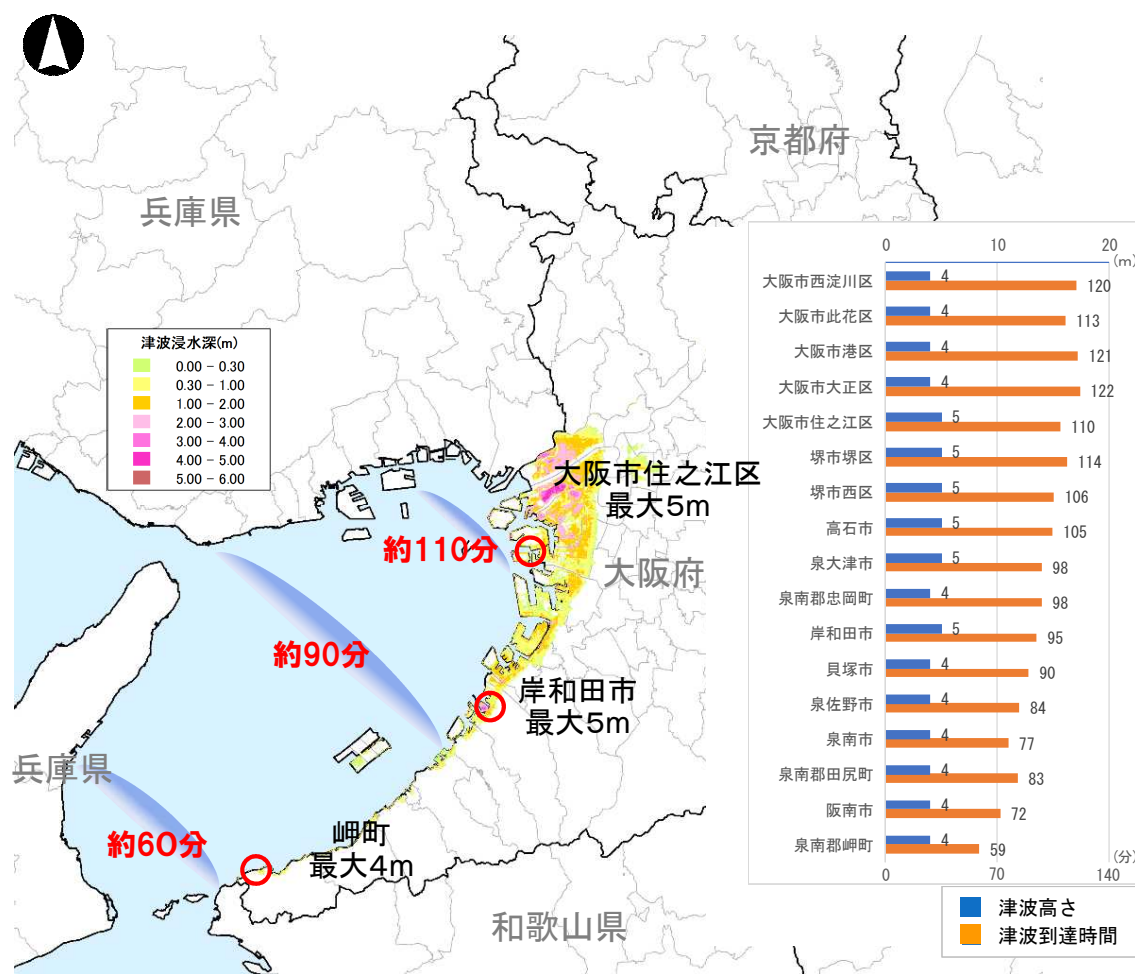 京都府
兵庫県
津波浸水深(m)
0.00 - 0.30
0.30 - 1.00
1.00 - 2.00
2.00 - 3.00
3.00 - 4.00
4.00 - 5.00
5.00 - 6.00
大阪市住之江区
最大5m
約110分
大阪府
約90分
岸和田市
最大5m
兵庫県
約60分
岬町
最大4m
和歌山県
0 10 20
(m)
大阪市西淀川区 4 120
大阪市此花区 4 113
大阪市港区 4 121
大阪市大正区 4 122
大阪市住之江区 5 110
堺市堺区 5 114
堺市西区 5 106
高石市 5 105
泉大津市 5 98
泉南郡忠岡町 4 98
岸和田市 5 95
貝塚市 4 90
泉佐野市 4 84
泉南市 4 77
泉南郡田尻町 4 83
阪南市 4 72
泉南郡岬町 4 59
(分)
0 70 140
津波高さ
津波到達時間